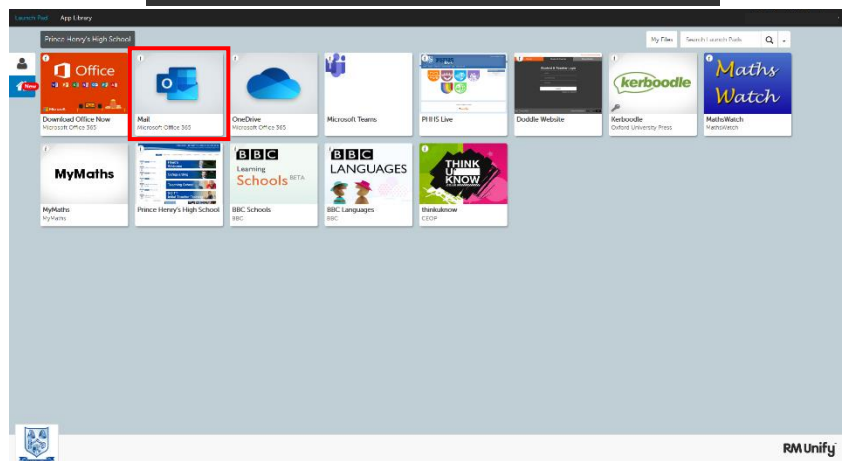 Launch Pad App Library
Prince Henry's High School
My Files Search Launch Pads
New
Office
Download Office Now
Microsoft Office 365
Mail
Microsoft Office 365
OneDrive
Microsoft Office 365
Microsoft Teams
PHHS Live
Doddle Website
kerboodle
Kerboodle
Oxford University Press
Maths
Watch
MathsWatch
MathsWatch
MyMaths
MyMaths
MyMaths
Prince Henry's High School
BBC
Learning
Schools BETA
BBC Schools
BBC
BBC
LANGUAGES
BBC Languages
BBC
THINK
U
KNOW
thinkuknow
CEOP
RM Unify